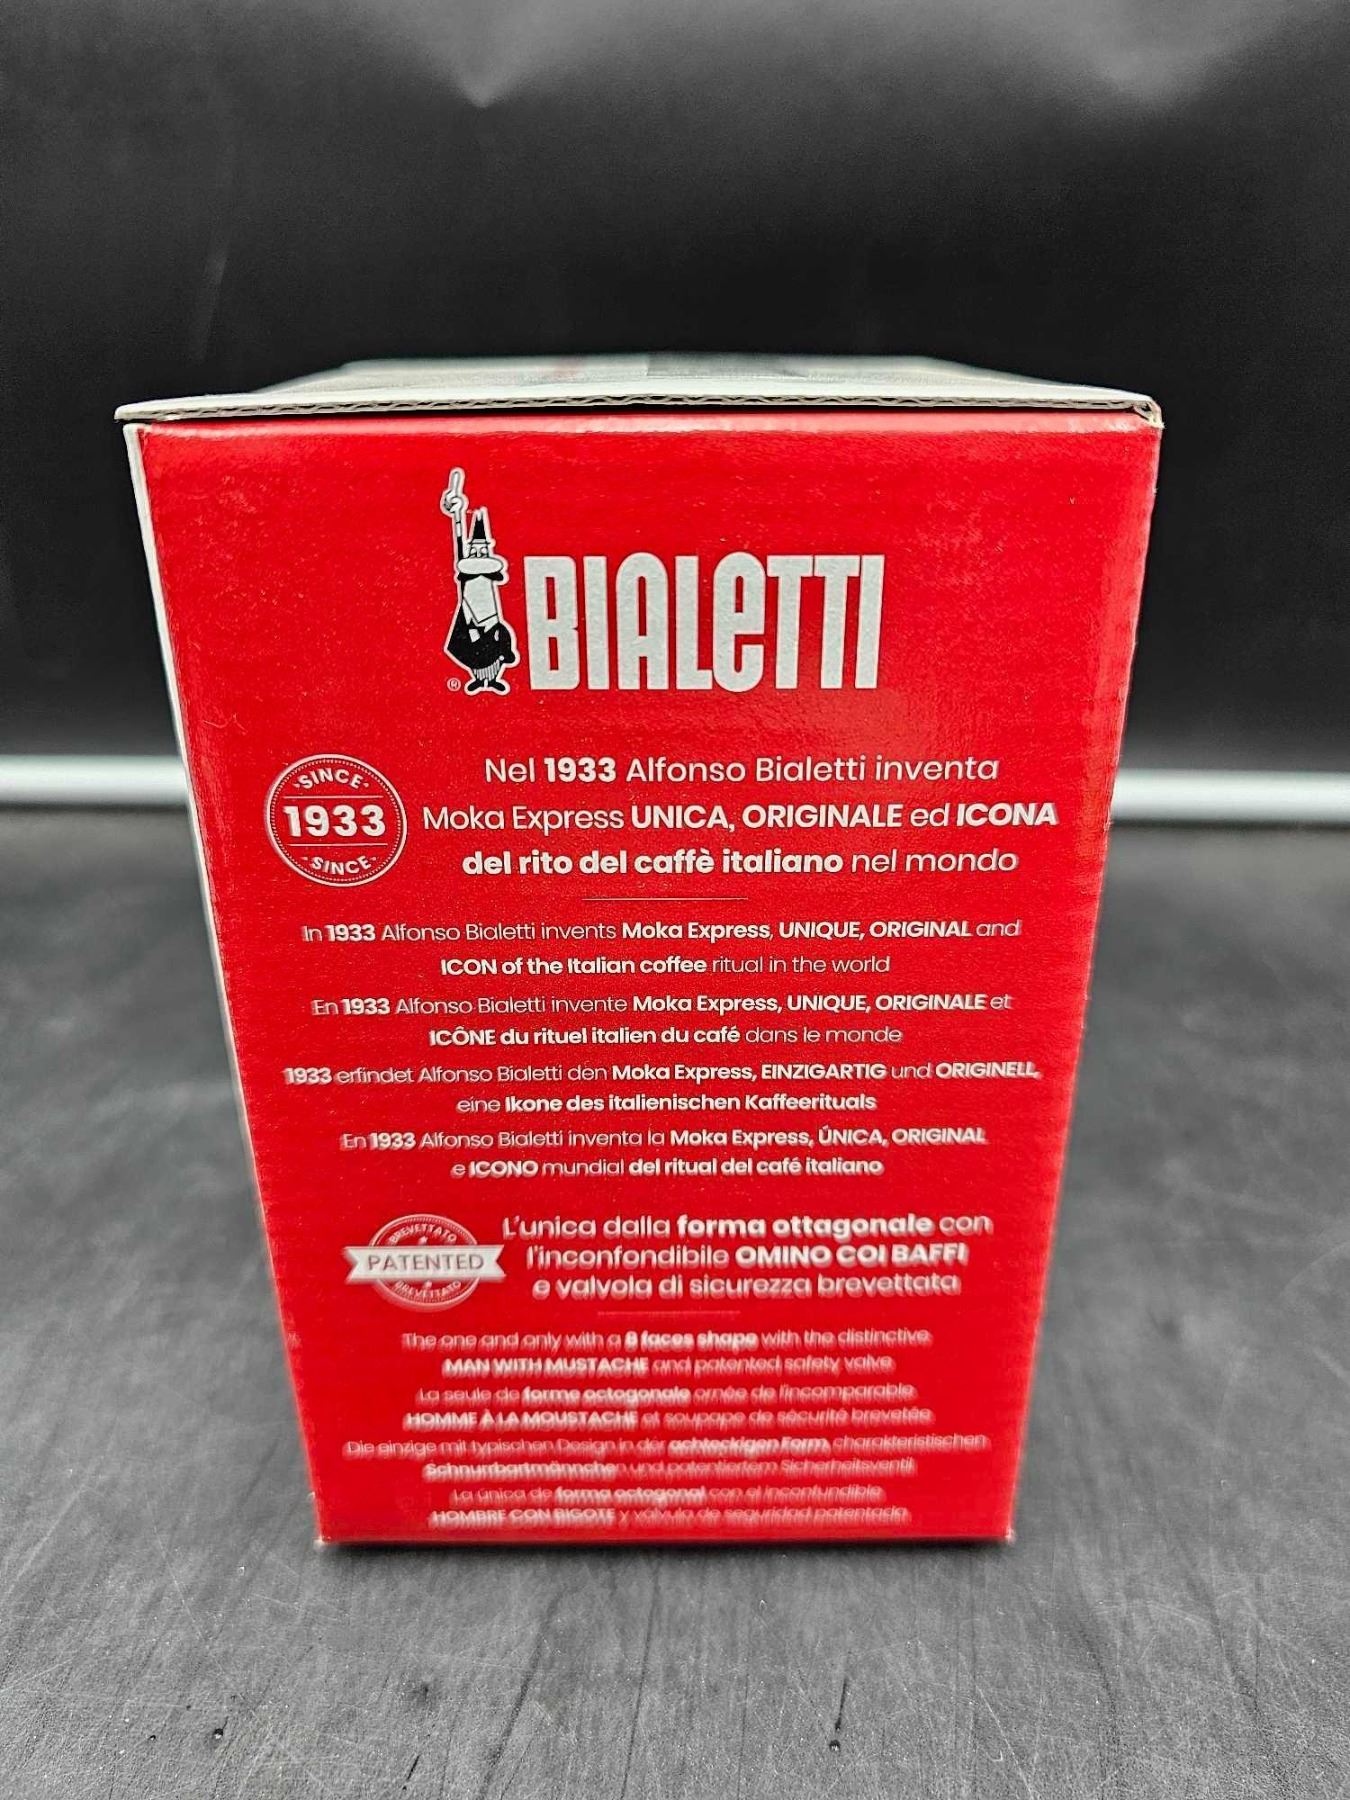 BIALETTI
®
SINCE
1933
SINCE
Nel 1933 Alfonso Bialetti inventa
Moka Express UNICA, ORIGINALE ed ICONA
del rito del caffè italiano nel mondo
In 1933 Alfonso Bialetti invents Moka Express, UNIQUE, ORIGINAL and
ICON of the Italian coffee ritual in the world
En 1933 Alfonso Bialetti invente Moka Express, UNIQUE, ORIGINALE et
ICÔNE du rituel italien du café dans le monde
1933 erfindet Alfonso Bialetti den Moka Express, EINZIGARTIG und ORIGINELL,
eine Ikone des italienischen Kaffeerituals
En 1933 Alfonso Bialetti inventa la Moka Express, ÚNICA, ORIGINAL
e ICONO mundial del ritual del café italiano
BREVETTATO
PATENTED
BREVETTATO
L'unica dalla forma ottagonale con
l'inconfondibile OMINO COI BAFFI
e valvola di sicurezza brevettata
The one and only with a 8 faces shape with the distinctive
MAN WITH MUSTACHE and patented safety valve
La seule de forme octogonale ornée de l'incomparable
HOMME À LA MOUSTACHE et soupape de sécurité brevetée
Die einzige mit typischen Design in der achteckigen Form, charakteristischen
Schnurrbartmännchen und patentiertem Sicherheitsventil
La única de forma octogonal con el inconfundible
HOMBRE CON BIGOTE y válvula de seguridad patentada